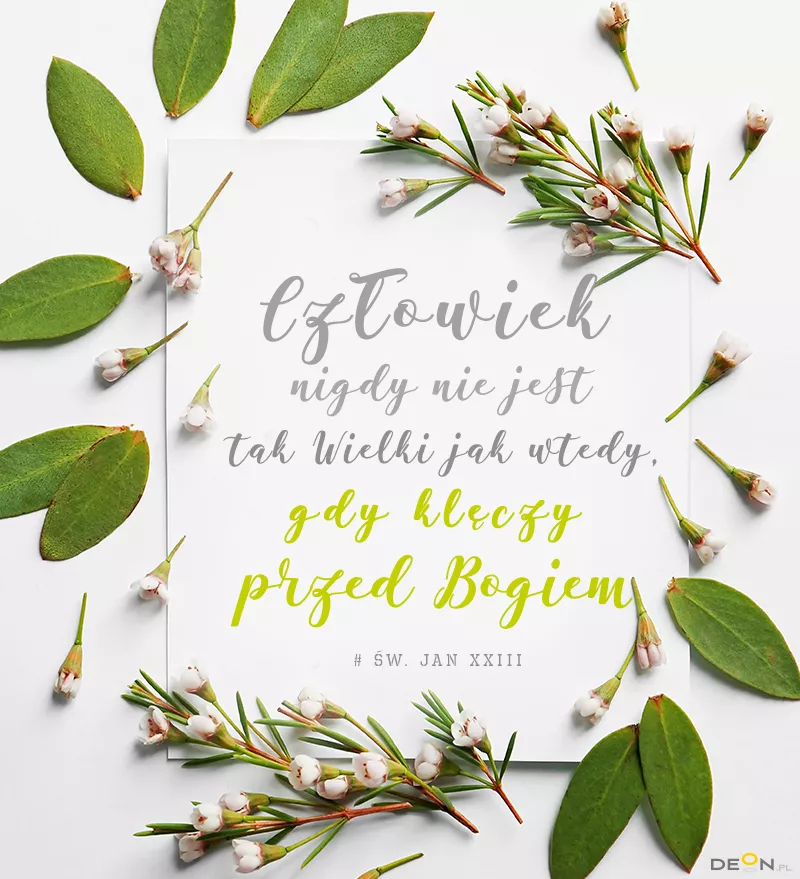 Człowiek
nigdy nie jest
tak Wielki jak wtedy,
gdy klęczy
przed Bogiem
# ŚW. JAN XXIII
DEON.PL